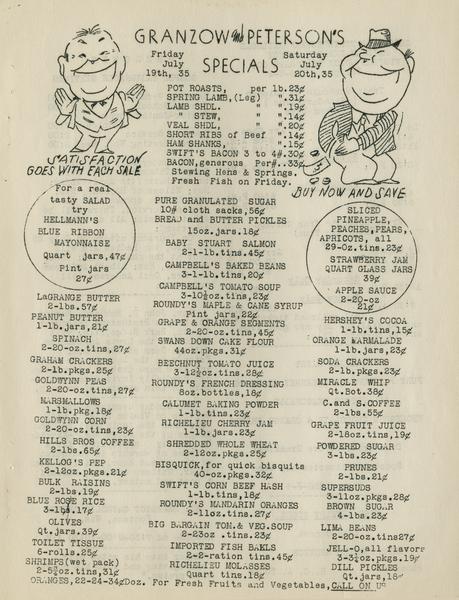 GRANZOW and PETERSON'S
Friday
July
19th, 35
SPECIALS
Saturday
July
20th, 35
POT ROASTS, per lb.23¢
SPRING LAMB,(Leg) " .31¢
LAMB SHDL. " .19¢
" STEW, " .14¢
VEAL SHDL, " .20¢
SHORT RIBS of Beef " .14¢
HAM SHANKS, " .15¢
SWIFT'S BACON 3 to 4#.30¢
BACON,generous Per#..33¢
Stewing Hens & Springs.
Fresh Fish on Friday.
SATISFACTION
GOES WITH EACH SALE
BUY NOW AND SAVE
For a real
tasty SALAD
try
HELLMANN'S
BLUE RIBBON
MAYONNAISE
Quart jars,47¢
Pint jars
27¢
LaGRANGE BUTTER
2-lbs.57¢
PEANUT BUTTER
1-lb.jars,21¢
SPINACH
2-20-oz.tins,27¢
GRAHAM CRACKERS
2-lb.pkgs.25¢
GOLDWYNN PEAS
2-20-oz.tins,27¢
MARSHMALLOWS
1-lb.pkg.18¢
GOLDWYNN CORN
2-20-oz.tins,23¢
HILLS BROS COFFEE
2-lbs.65¢
KELLOG'S PEP
2-12oz.pkgs.21¢
BULK RAISINS
2-lbs.19¢
BLUE ROSE RICE
3-lbs.17¢
OLIVES
Qt.jars.39¢
TOILET TISSUE
6-rolls.25¢
SHRIMPS(wet pack)
2-5¾oz.tins,31¢
PURE GRANULATED SUGAR
10# cloth sacks,56¢
BREAD and BUTTER PICKLES
15oz.jars.18¢
BABY STUART SALMON
2-1-lb.tins.45¢
CAMPBELL'S BAKED BEANS
3-1-lb.tins,20¢
CAMPBELL'S TOMATO SOUP
3-10½oz.tins,23¢
ROUNDY'S MAPLE & CANE SYRUP
Pint jars,22¢
GRAPE & ORANGE SEGMENTS
2-20-oz.tins,45¢
SWANS DOWN CAKE FLOUR
44oz.pkgs.31¢
BEECHNUT TOMATO JUICE
3-12½oz.tins.28¢
ROUNDY'S FRENCH DRESSING
8oz.bottles,18¢
CALUMET BAKING POWDER
1-lb.tins.23¢
RICHELIEU CHERRY JAM
1-lb.jars.23¢
SHREDDED WHOLE WHEAT
2-12oz.pkgs.25¢
BISQUICK,for quick bisquits
40-oz.pkgs.32¢
SWIFT'S CORN BEEF HASH
1-lb.tins,18¢
ROUNDY'S MANDARIN ORANGES
2-11oz.tins.27¢
BIG BARGAIN TOM.& VEG.SOUP
2-23oz .tins.23¢
IMPORTED FISH BAKLS
2-2-ration tins.45¢
RICHELIEU MOLASSES
Quart tins.18¢
SLICED
PINEAPPLE,
PEACHES,PEARS,
APRICOTS, all
29-Oz.tins.23¢
STRAWBERRY JAM
QUART GLASS JARS
39¢
APPLE SAUCE
2-20-oz
21¢
HERSHEY'S COCOA
1-lb.tins,15¢
ORANGE MARMALADE
1-lb.jars,23¢
SODA CRACKERS
2-lb.pkgs.23¢
MIRACLE WHIP
Qt.Bot.38¢
C.and S.COFFEE
2-lbs.55¢
GRAPE FRUIT JUICE
2-18oz.tins,19¢
POWDERED SUGAR
3-lbs.23¢
PRUNES
2-lbs.21¢
SUPERSUDS
3-11oz.pkgs.28¢
BROWN SUGAR
4-lbs.23¢
LIMA BEANS
2-20-oz.tins27¢
JELL-O,all flavors
3-3¼oz.pkgs,19¢
DILL PICKLES
Qt.jars,18¢
ORANGES,22-24-34¢Doz. For Fresh Fruits and Vegetables,CALL ON US